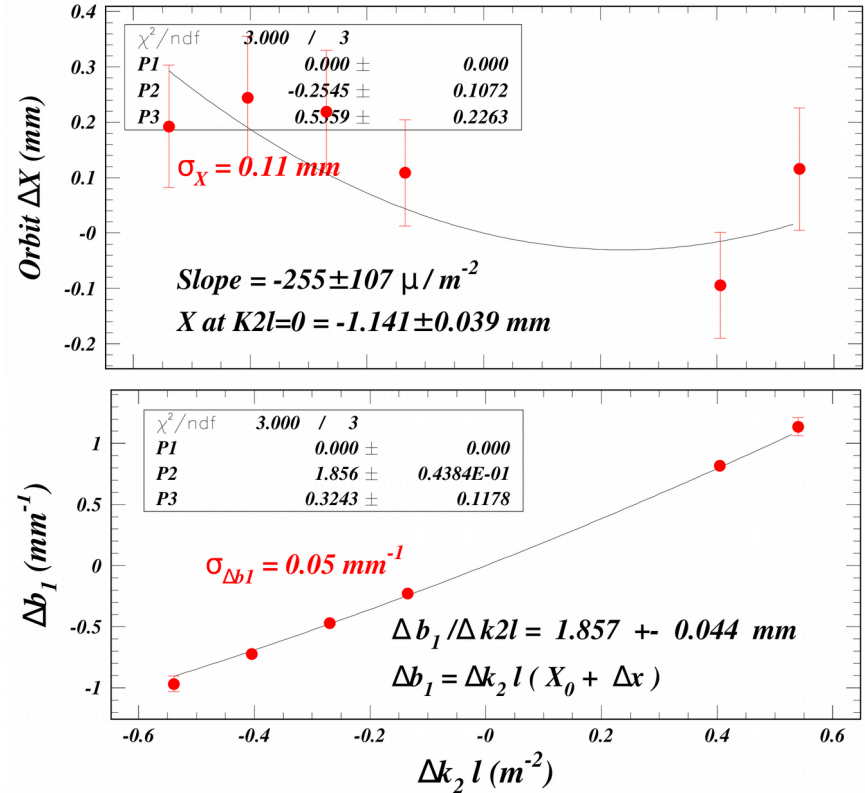 0.4
0.3
0.2
0.1
-0
-0.1
-0.2
Orbit ΔX (mm)
χ²/ndf 3.000 / 3
P1 0.000 ± 0.000
P2 -0.2545 ± 0.1072
P3 0.5359 ± 0.2263
σX = 0.11 mm
Slope = -255±107 μ/m⁻²
X at K2l=0 = -1.141±0.039 mm
1
0.5
0
-0.5
-1
Δb₁ (mm⁻¹)
χ²/ndf 3.000 / 3
P1 0.000 ± 0.000
P2 1.856 ± 0.4384E-01
P3 0.3243 ± 0.1178
σΔb1 = 0.05 mm⁻¹
Δb₁/Δk2l = 1.857 +- 0.044 mm
Δb₁ = Δk₂ l ( X₀ + Δx )
-0.6 -0.4 -0.2 -0 0.2 0.4 0.6
Δk₂ l (m⁻²)